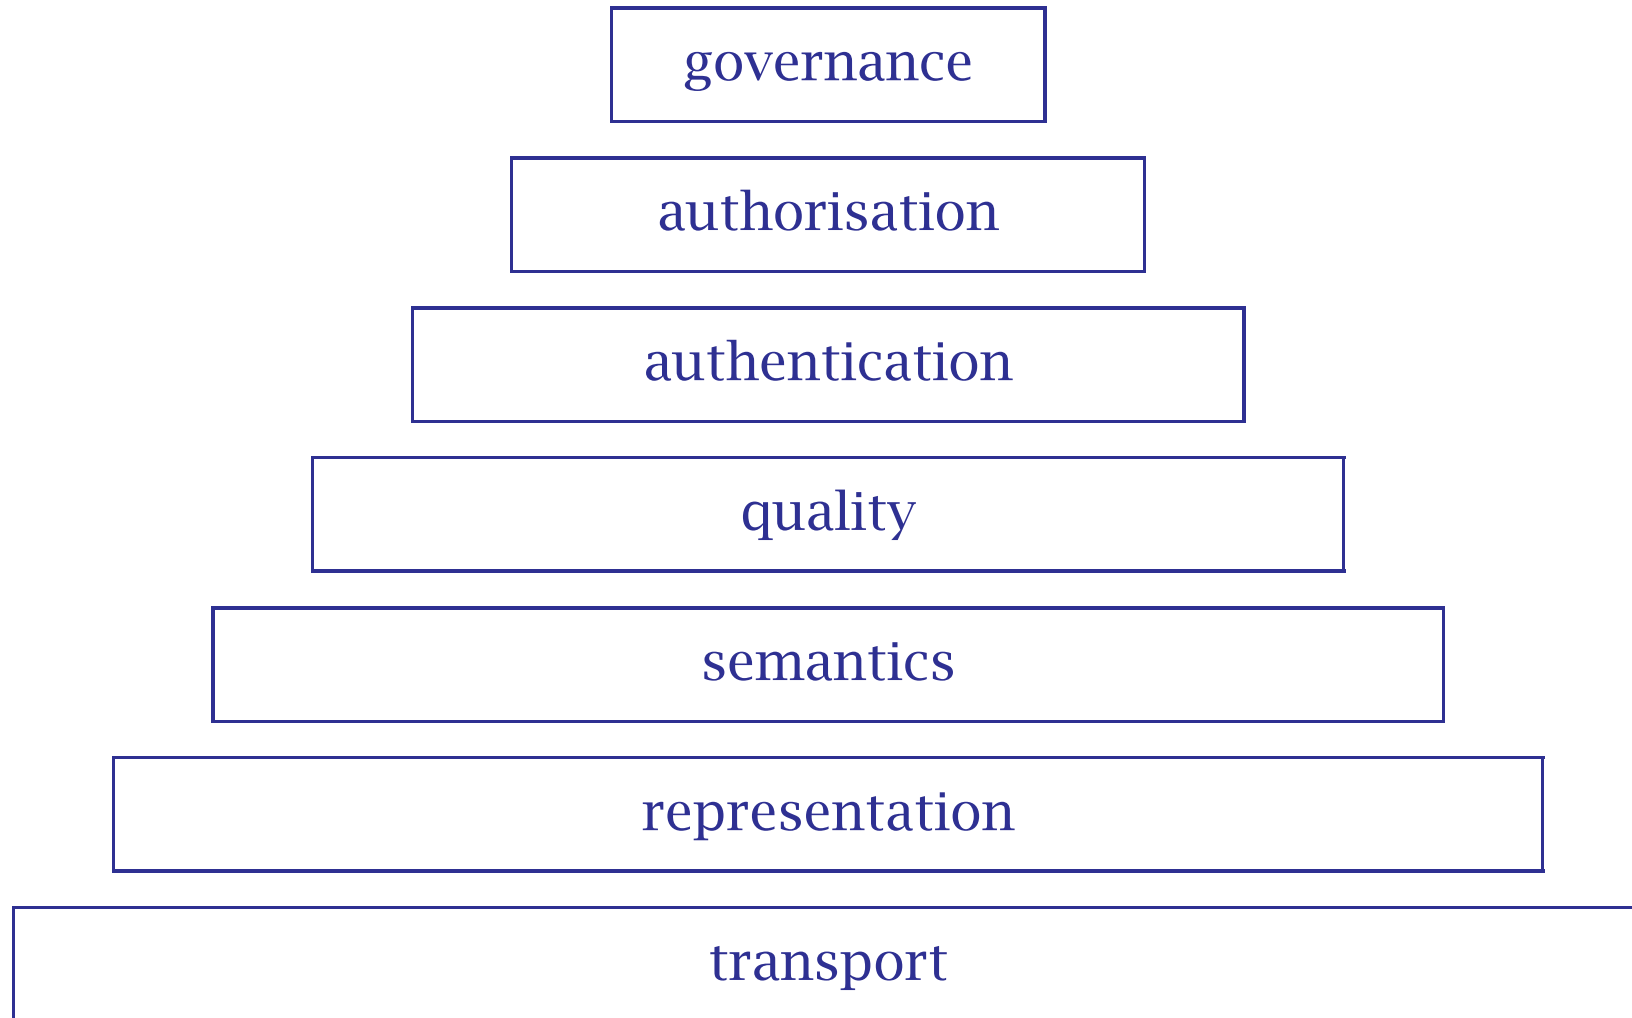 governance
authorisation
authentication
quality
semantics
representation
transport